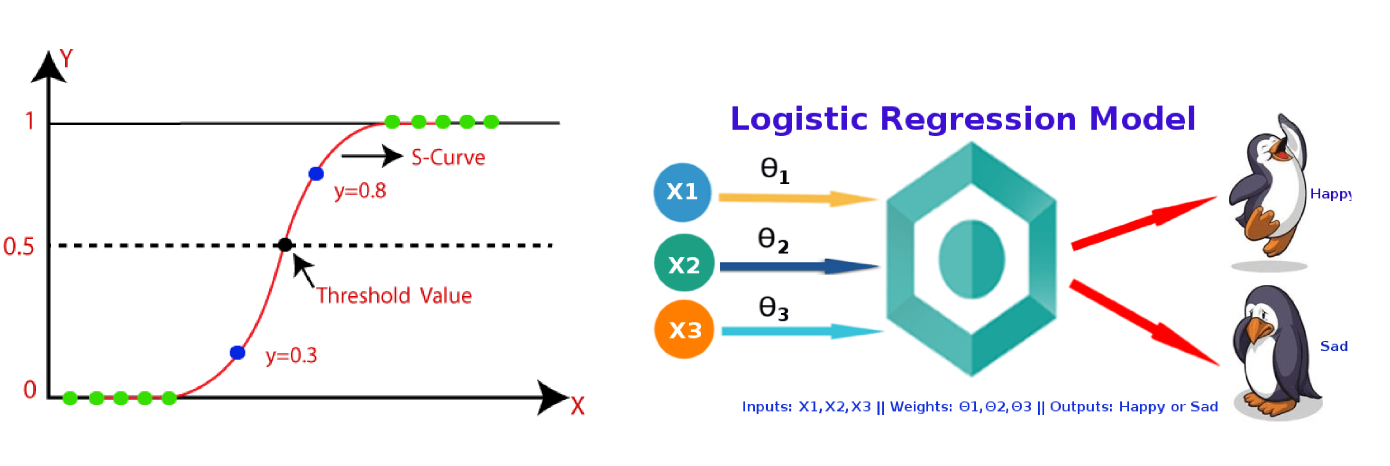 Y
1
S-Curve
y=0.8
0.5
Threshold Value
y=0.3
0
X
Logistic Regression Model
X1
θ1
X2
θ2
X3
θ3
Happy
Sad
Inputs: X1,X2,X3 || Weights: Θ1,Θ2,Θ3 || Outputs: Happy or Sad